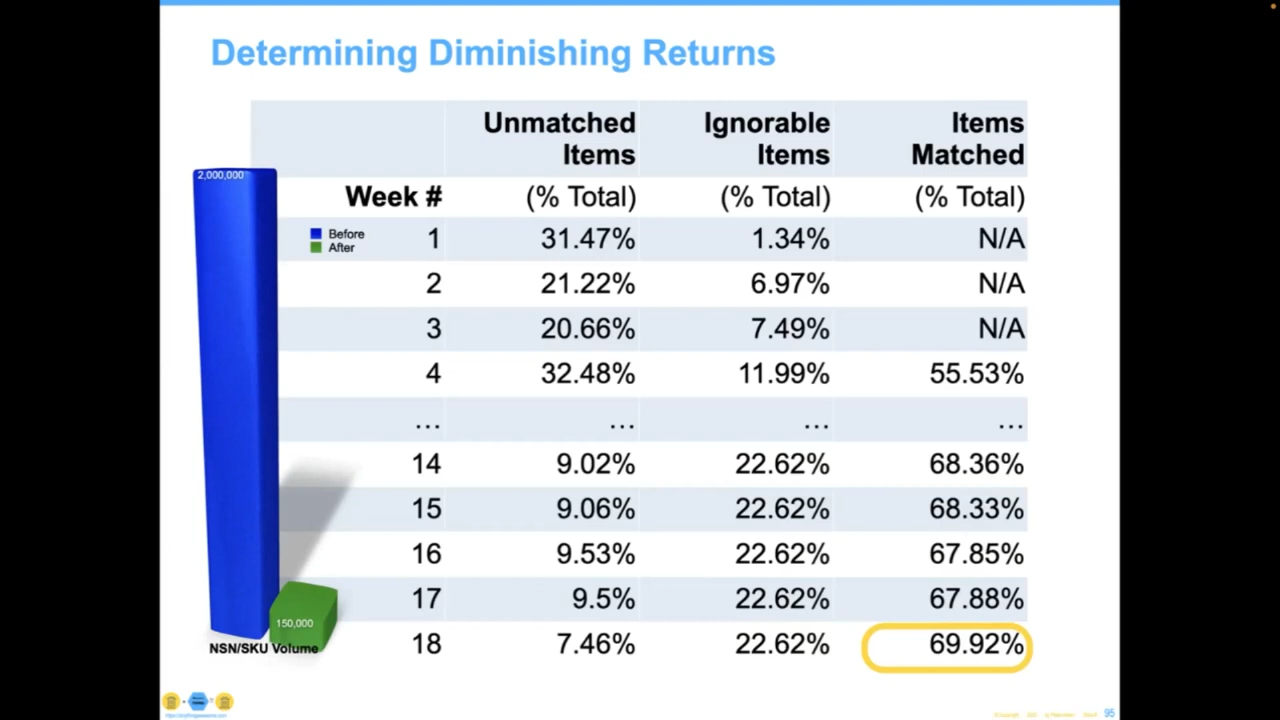 Determining Diminishing Returns
Unmatched Items
Ignorable Items
Items Matched
Week #
(% Total)
(% Total)
(% Total)
1 31.47% 1.34% N/A
2 21.22% 6.97% N/A
3 20.66% 7.49% N/A
4 32.48% 11.99% 55.53%
... ... ... ...
14 9.02% 22.62% 68.36%
15 9.06% 22.62% 68.33%
16 9.53% 22.62% 67.85%
17 9.5% 22.62% 67.88%
18 7.46% 22.62% 69.92%
2,000,000
Before
After
150,000
NSN/SKU Volume
95